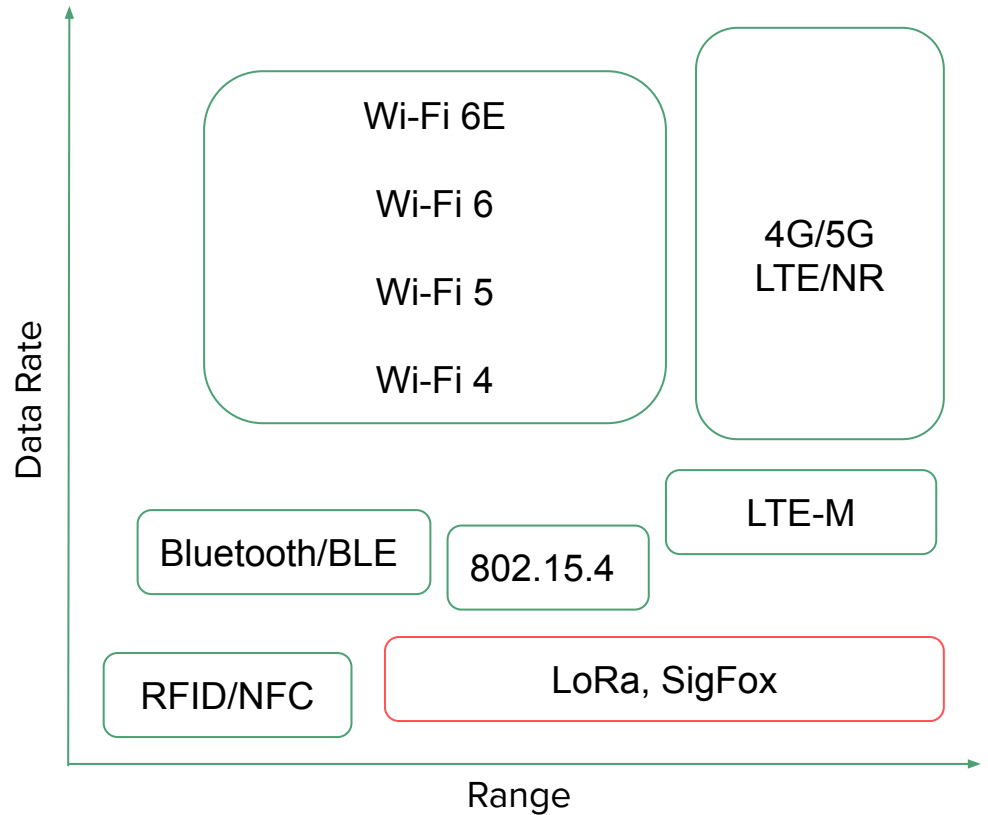 Wi-Fi 6E
Wi-Fi 6
Wi-Fi 5
Wi-Fi 4
4G/5G
LTE/NR
Data Rate
LTE-M
Bluetooth/BLE
802.15.4
RFID/NFC
LoRa, SigFox
Range